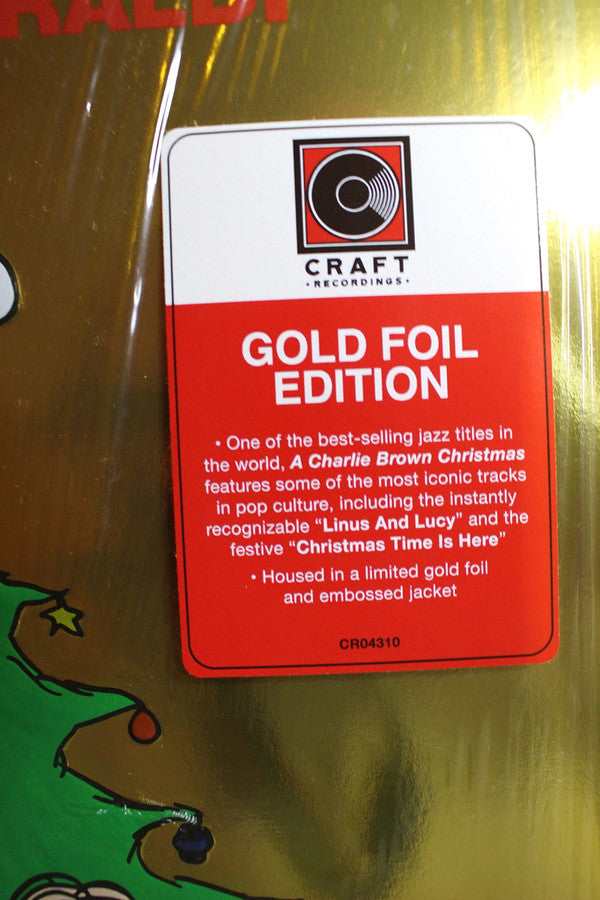 CRAFT
• RECORDINGS •
GOLD FOIL
EDITION
• One of the best-selling jazz titles in
the world, A Charlie Brown Christmas
features some of the most iconic tracks
in pop culture, including the instantly
recognizable “Linus And Lucy” and the
festive “Christmas Time Is Here”
• Housed in a limited gold foil
and embossed jacket
CR04310